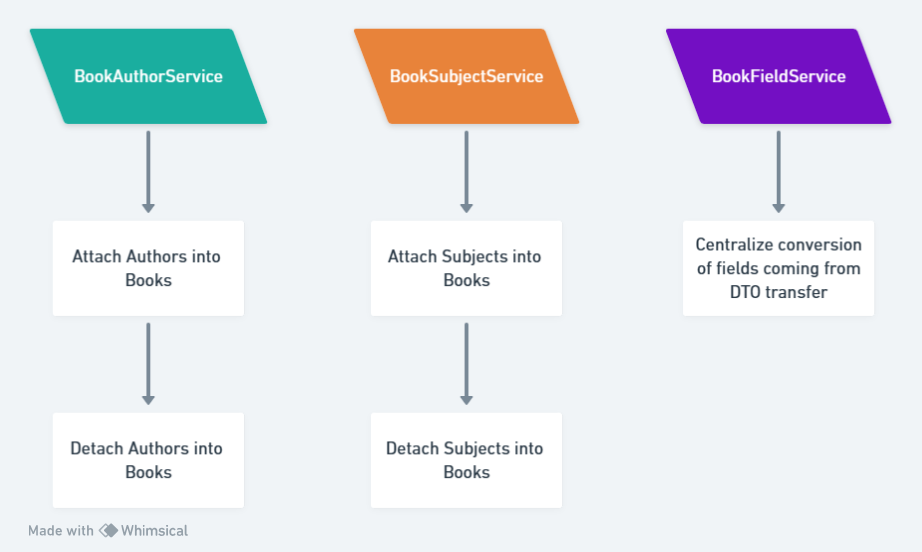 BookAuthorService
BookSubjectService
BookFieldService
Attach Authors into
Books
Attach Subjects into
Books
Centralize conversion
of fields coming from
DTO transfer
Detach Authors into
Books
Detach Subjects into
Books
Made with Whimsical